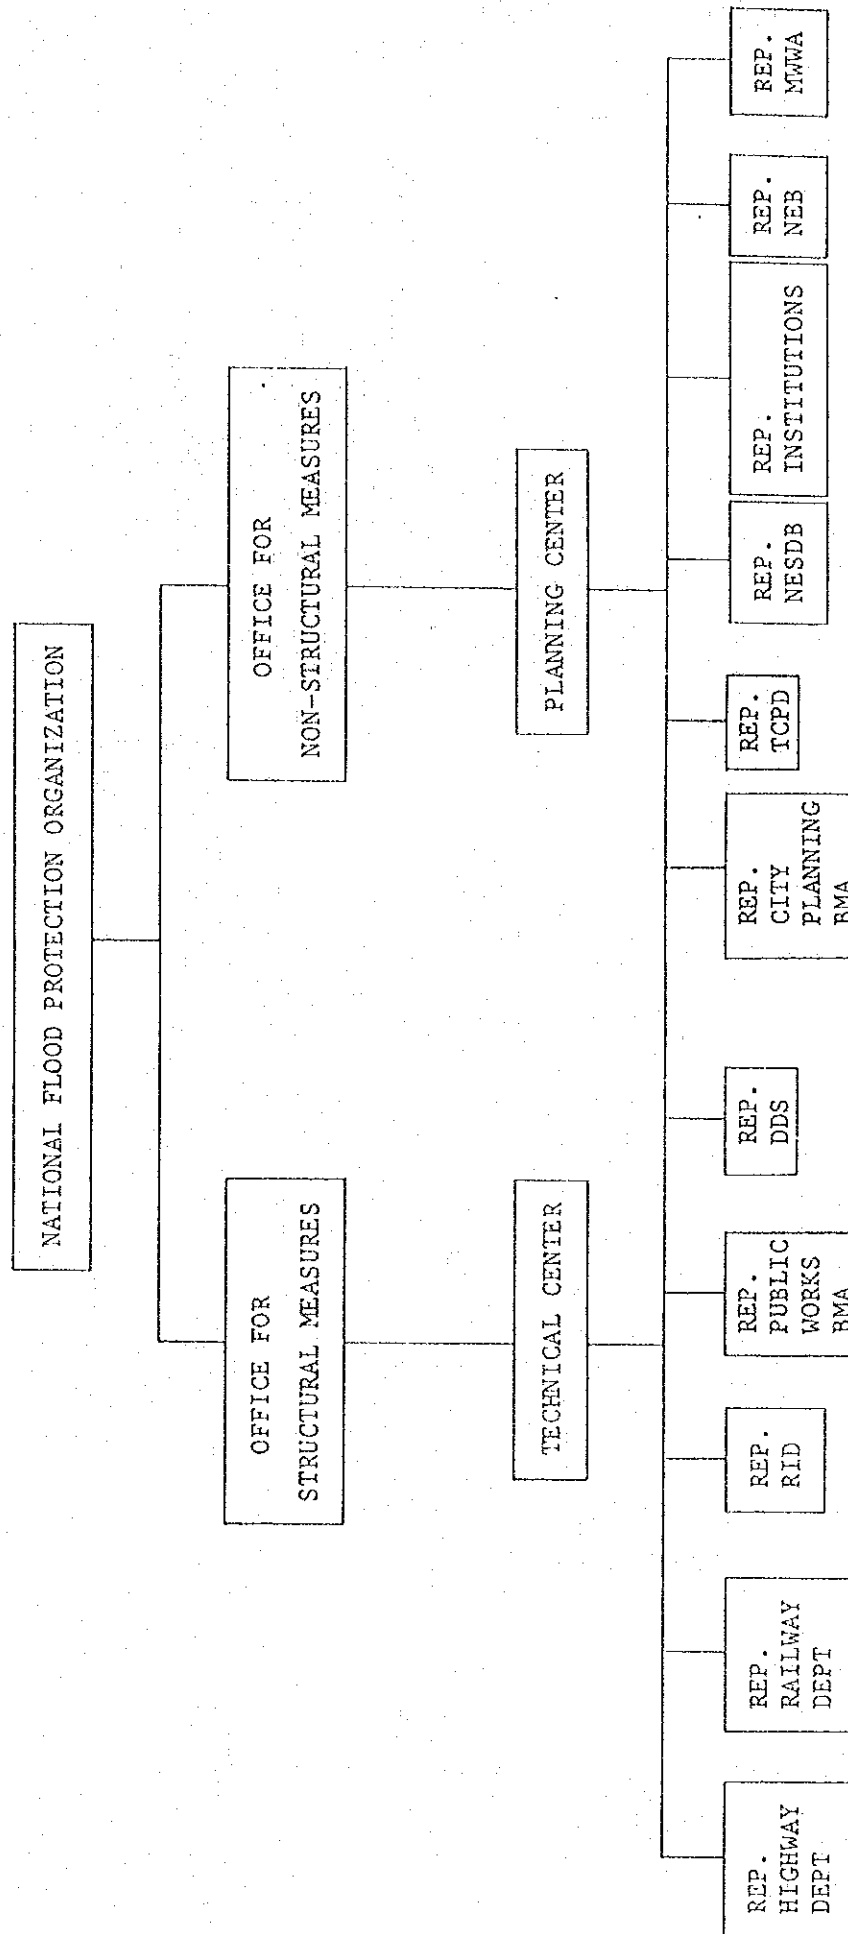 NATIONAL FLOOD PROTECTION ORGANIZATION
OFFICE FOR
STRUCTURAL MEASURES
OFFICE FOR
NON-STRUCTURAL MEASURES
TECHNICAL CENTER
PLANNING CENTER
REP.
HIGHWAY
DEPT
REP.
RAILWAY
DEPT
REP.
RID
REP.
PUBLIC
WORKS
BMA
REP.
DDS
REP.
CITY
PLANNING
BMA
REP.
TCPD
REP.
NESDB
REP.
INSTITUTIONS
REP.
NEB
REP.
MWWA